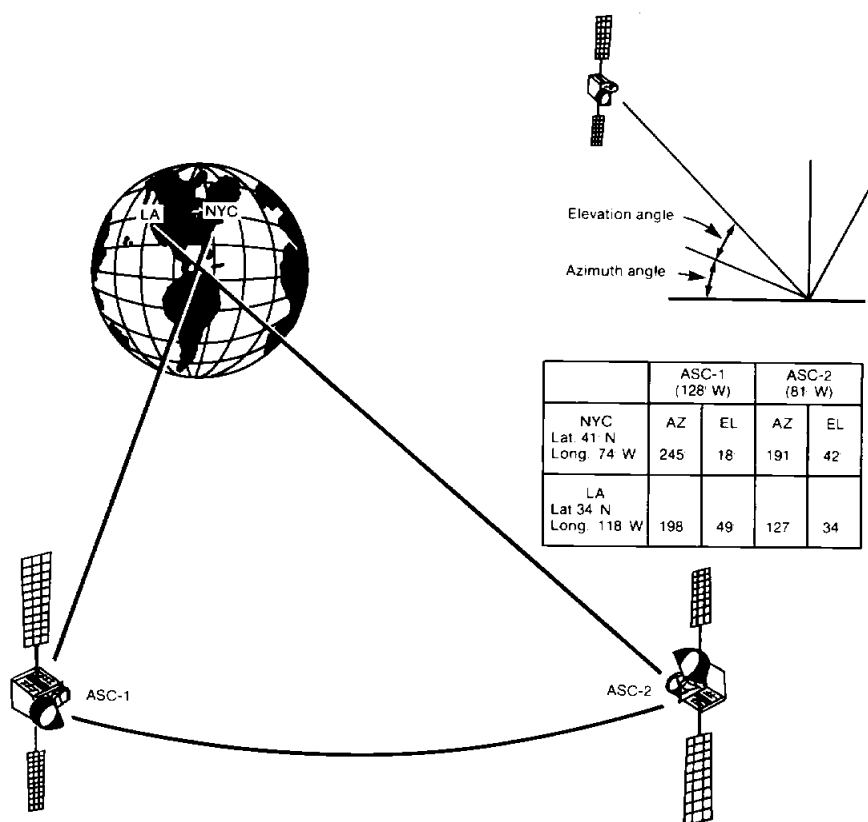 LA
NYC
Elevation angle
Azimuth angle
ASC-1
(128° W)
ASC-2
(81° W)
NYC
Lat. 41° N
Long. 74° W
AZ
EL
AZ
EL
245
18
191
42
LA
Lat 34 N
Long. 118 W
198
49
127
34
ASC-1
ASC-2